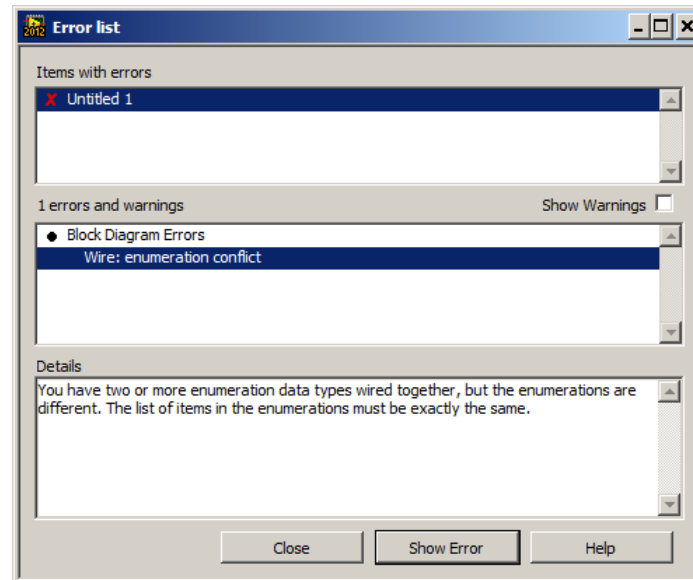 2012 Error list
Items with errors
X Untitled 1
1 errors and warnings Show Warnings
Block Diagram Errors
Wire: enumeration conflict
Details
You have two or more enumeration data types wired together, but the enumerations are
different. The list of items in the enumerations must be exactly the same.
Close Show Error Help